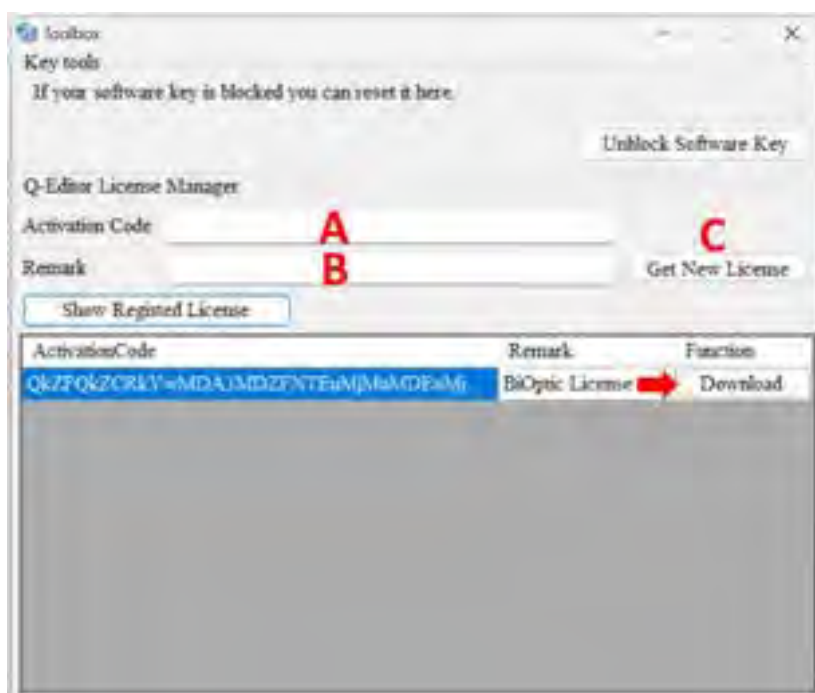 Toolbox
Key tools
If your software key is blocked you can reset it here.
Unblock Software Key
Q-Editor License Manager
Activation Code A
C
Remark B Get New License
Show Registed License
ActivationCode Remark Function
BiOptic License Download